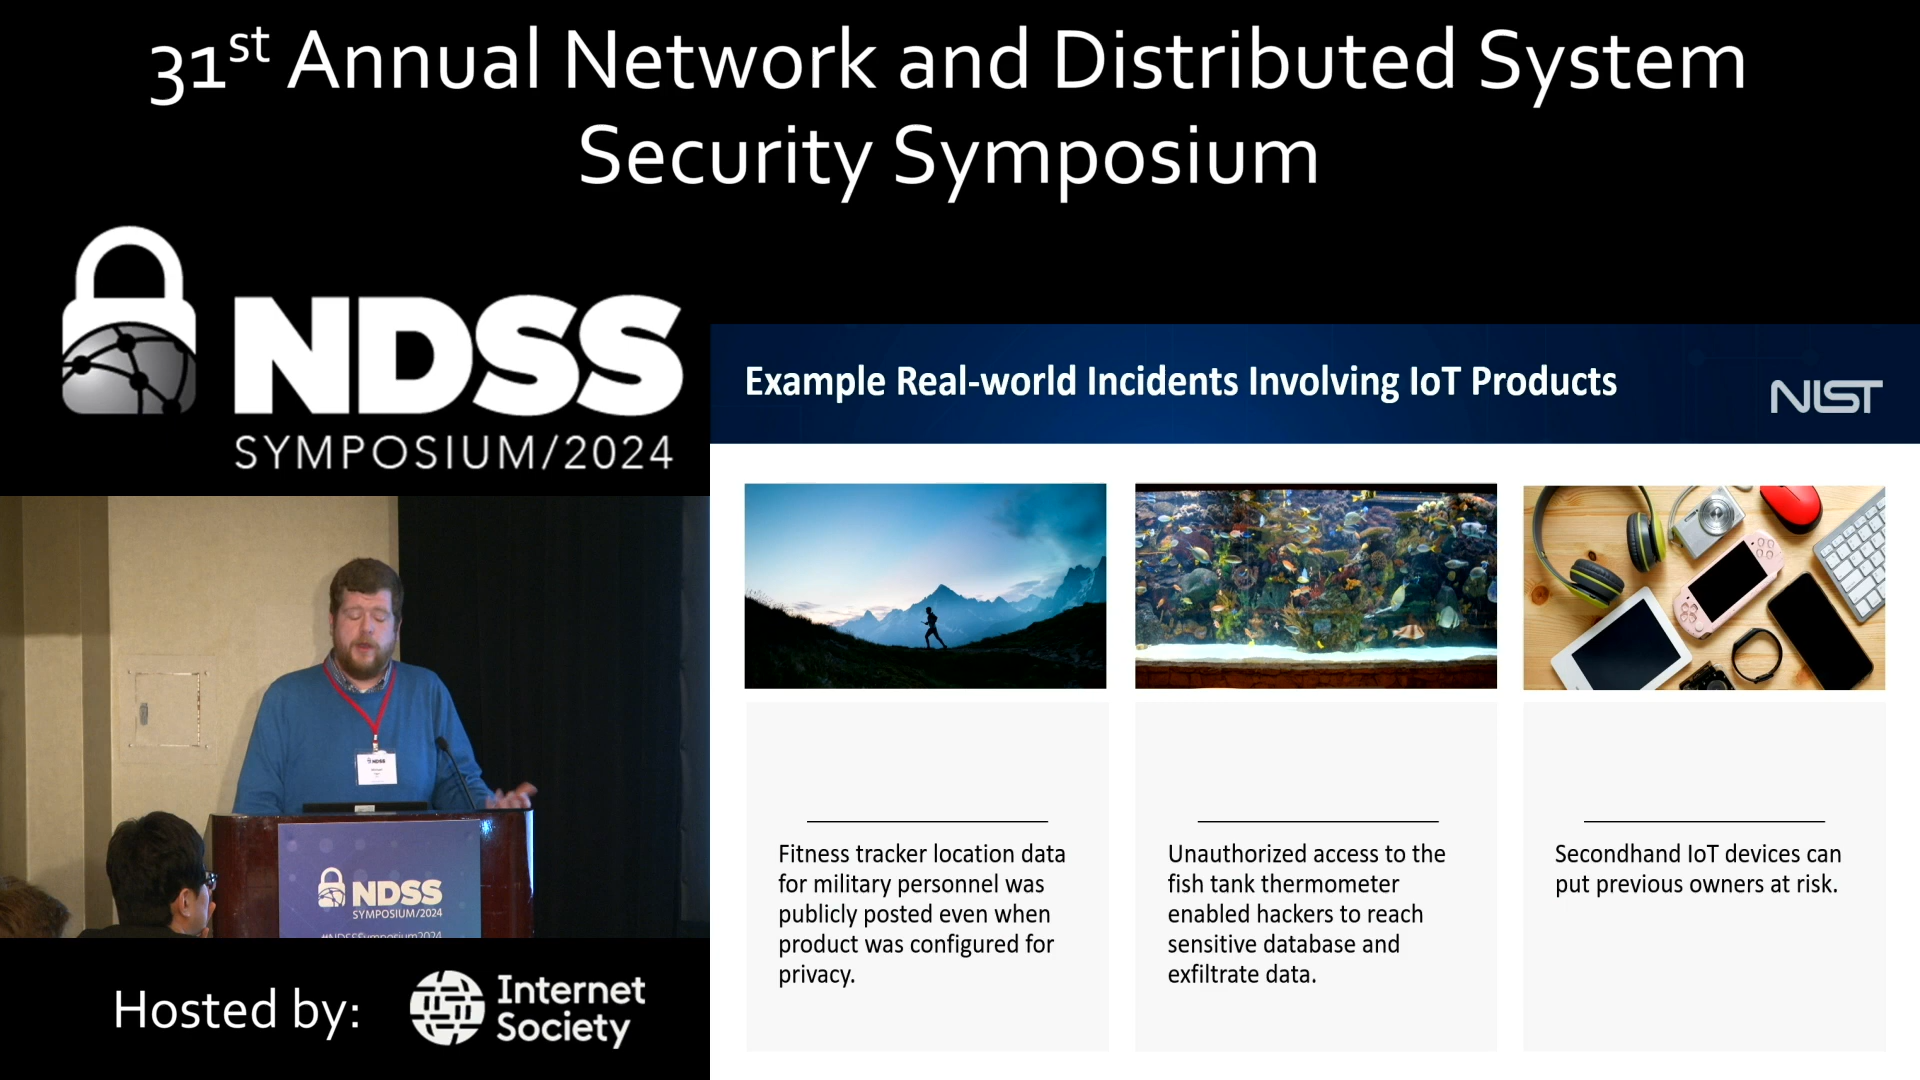 31st Annual Network and Distributed System
Security Symposium
NDSS
SYMPOSIUM/2024
Example Real-world Incidents Involving IoT Products
NIST
Fitness tracker location data
for military personnel was
publicly posted even when
product was configured for
privacy.
Unauthorized access to the
fish tank thermometer
enabled hackers to reach
sensitive database and
exfiltrate data.
Secondhand IoT devices can
put previous owners at risk.
NDSS
NDSS
SYMPOSIUM/2024
#NDSSSymposium2024
Hosted by:
Internet
Society